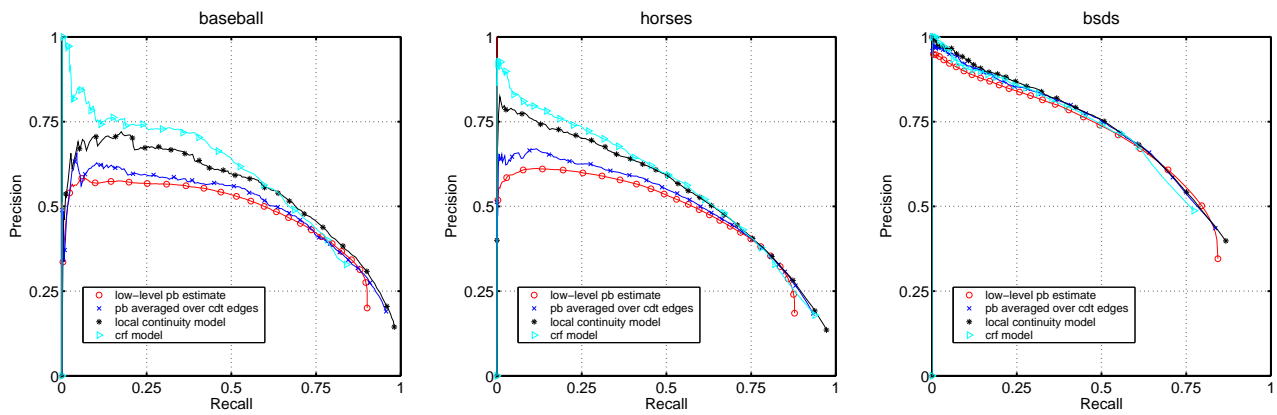 baseball
1
0.75
0.5
0.25
0
0
0.25
0.5
0.75
1
Precision
Recall
low−level pb estimate
pb averaged over cdt edges
local continuity model
crf model
horses
1
0.75
0.5
0.25
0
0
0.25
0.5
0.75
1
Precision
Recall
low−level pb estimate
pb averaged over cdt edges
local continuity model
crf model
bsds
1
0.75
0.5
0.25
0
0
0.25
0.5
0.75
1
Precision
Recall
low−level pb estimate
pb averaged over cdt edges
local continuity model
crf model